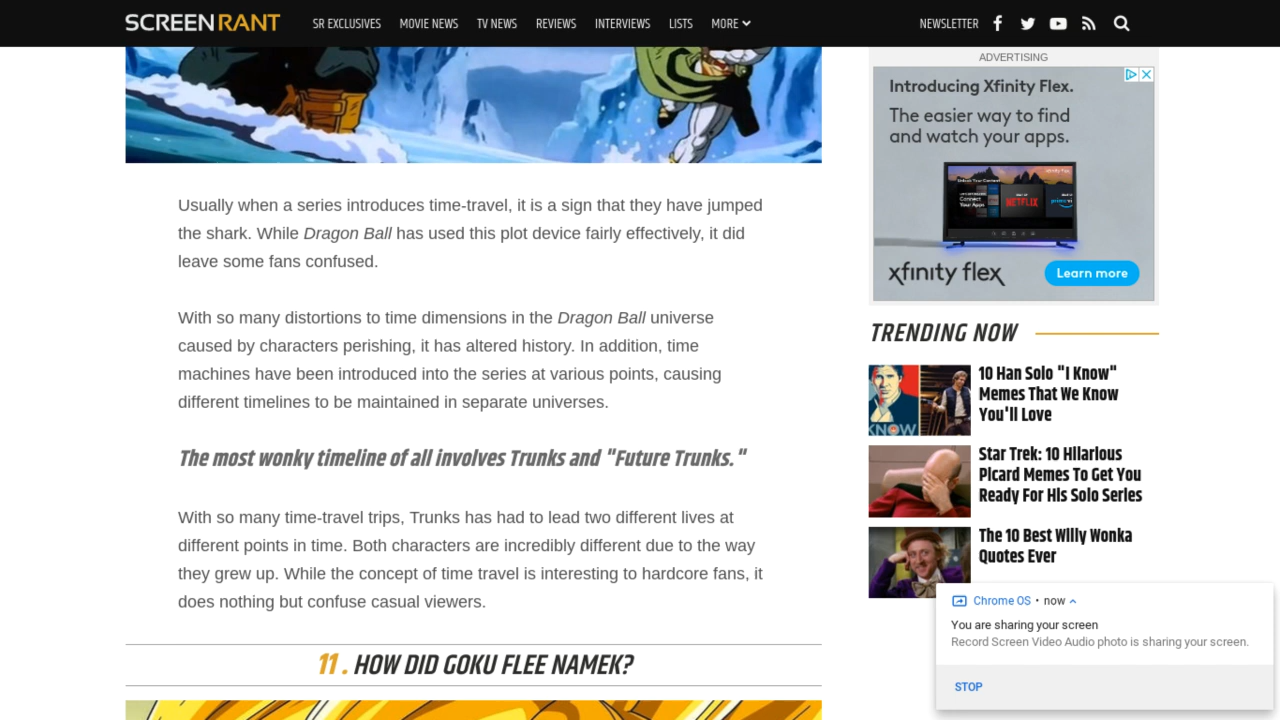 SCREENRANT
SR EXCLUSIVES MOVIE NEWS TV NEWS REVIEWS INTERVIEWS LISTS MORE
NEWSLETTER
Usually when a series introduces time-travel, it is a sign that they have jumped
the shark. While Dragon Ball has used this plot device fairly effectively, it did
leave some fans confused.
With so many distortions to time dimensions in the Dragon Ball universe
caused by characters perishing, it has altered history. In addition, time
machines have been introduced into the series at various points, causing
different timelines to be maintained in separate universes.
The most wonky timeline of all involves Trunks and "Future Trunks."
With so many time-travel trips, Trunks has had to lead two different lives at
different points in time. Both characters are incredibly different due to the way
they grew up. While the concept of time travel is interesting to hardcore fans, it
does nothing but confuse casual viewers.
11 . HOW DID GOKU FLEE NAMEK?
ADVERTISING
Introducing Xfinity Flex.
The easier way to find
and watch your apps.
NETFLIX
xfinity flex
Learn more
TRENDING NOW
KNOW
10 Han Solo "I Know"
Memes That We Know
You'll Love
Star Trek: 10 Hilarious
Picard Memes To Get You
Ready For His Solo Series
The 10 Best Willy Wonka
Quotes Ever
Chrome OS • now
You are sharing your screen
Record Screen Video Audio photo is sharing your screen.
STOP